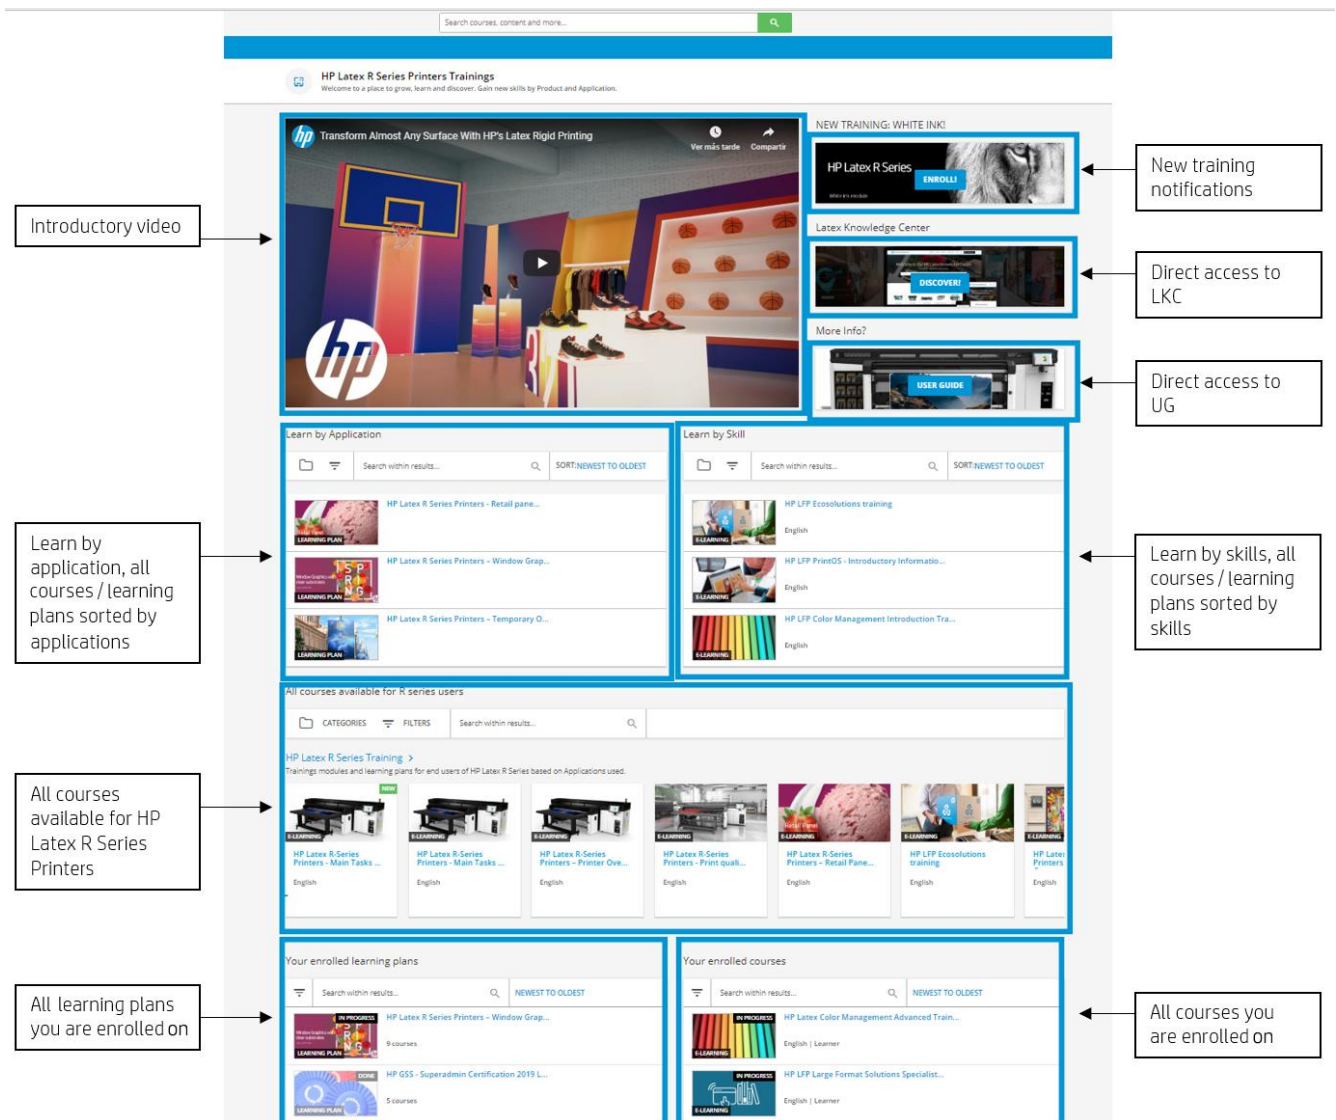 Search courses, content and more...
HP Latex R Series Printers Trainings
Welcome to a place to grow, learn and discover. Gain new skills by Product and Application.
Introductory video
hp
Transform Almost Any Surface With HP's Latex Rigid Printing
Ver más tarde
Compartir
hp
NEW TRAINING: WHITE INK!
HP Latex R Series
ENROLL!
White ink module
New training
notifications
Latex Knowledge Center
DISCOVER!
Direct access to
LKC
More Info?
USER GUIDE
Direct access to
UG
Learn by
application, all
courses / learning
plans sorted by
applications
Learn by Application
Search within results...
SORT:NEWEST TO OLDEST
HP Latex R Series Printers - Retail pane...
LEARNING PLAN
HP Latex R Series Printers – Window Grap...
LEARNING PLAN
HP Latex R Series Printers – Temporary O...
LEARNING PLAN
Learn by Skill
Search within results...
SORT:NEWEST TO OLDEST
HP LFP Ecosolutions training
English
E-LEARNING
HP LFP PrintOS - Introductory Informatio...
English
E-LEARNING
HP LFP Color Management Introduction Tra...
English
E-LEARNING
Learn by skills, all
courses / learning
plans sorted by
skills
All courses
available for HP
Latex R Series
Printers
All courses available for R series users
CATEGORIES
FILTERS
Search within results...
HP Latex R Series Training >
Trainings modules and learning plans for end users of HP Latex R Series based on Applications used.
NEW
E-LEARNING
HP Latex R-Series
Printers - Main Tasks ...
English
E-LEARNING
HP Latex R-Series
Printers - Main Tasks ...
English
E-LEARNING
HP Latex R-Series
Printers – Printer Ove...
English
E-LEARNING
HP Latex R-Series
Printers - Print quali...
English
Retail Panel
E-LEARNING
HP Latex R-Series
Printers – Retail Pane...
English
E-LEARNING
HP LFP Ecosolutions
training
English
E-LEARNING
HP Latex
Printers
English
All learning plans
you are enrolled on
Your enrolled learning plans
Search within results...
NEWEST TO OLDEST
IN PROGRESS
LEARNING PLAN
HP Latex R Series Printers – Window Grap...
9 courses
DONE
LEARNING PLAN
HP GSS - Superadmin Certification 2019 L...
5 courses
Your enrolled courses
Search within results...
NEWEST TO OLDEST
IN PROGRESS
E-LEARNING
HP Latex Color Management Advanced Train...
English | Learner
IN PROGRESS
E-LEARNING
HP LFP Large Format Solutions Specialist...
English | Learner
All courses you
are enrolled on